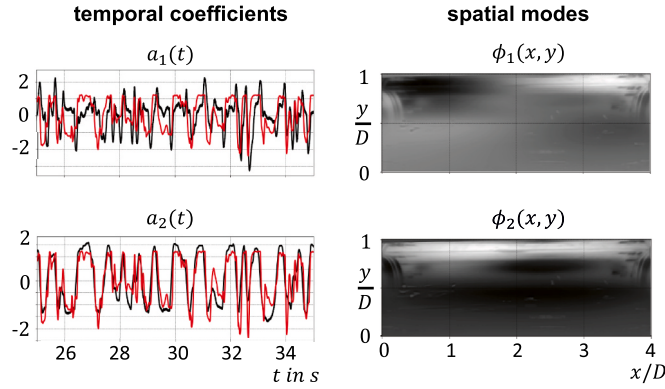 temporal coefficients
spatial modes
a₁(t)
ϕ₁(x, y)
2
0
-2
1
y
D
0
a₂(t)
ϕ₂(x, y)
2
0
-2
1
y
D
0
26 28 30 32 34
0 1 2 3 4
t in s
x/D